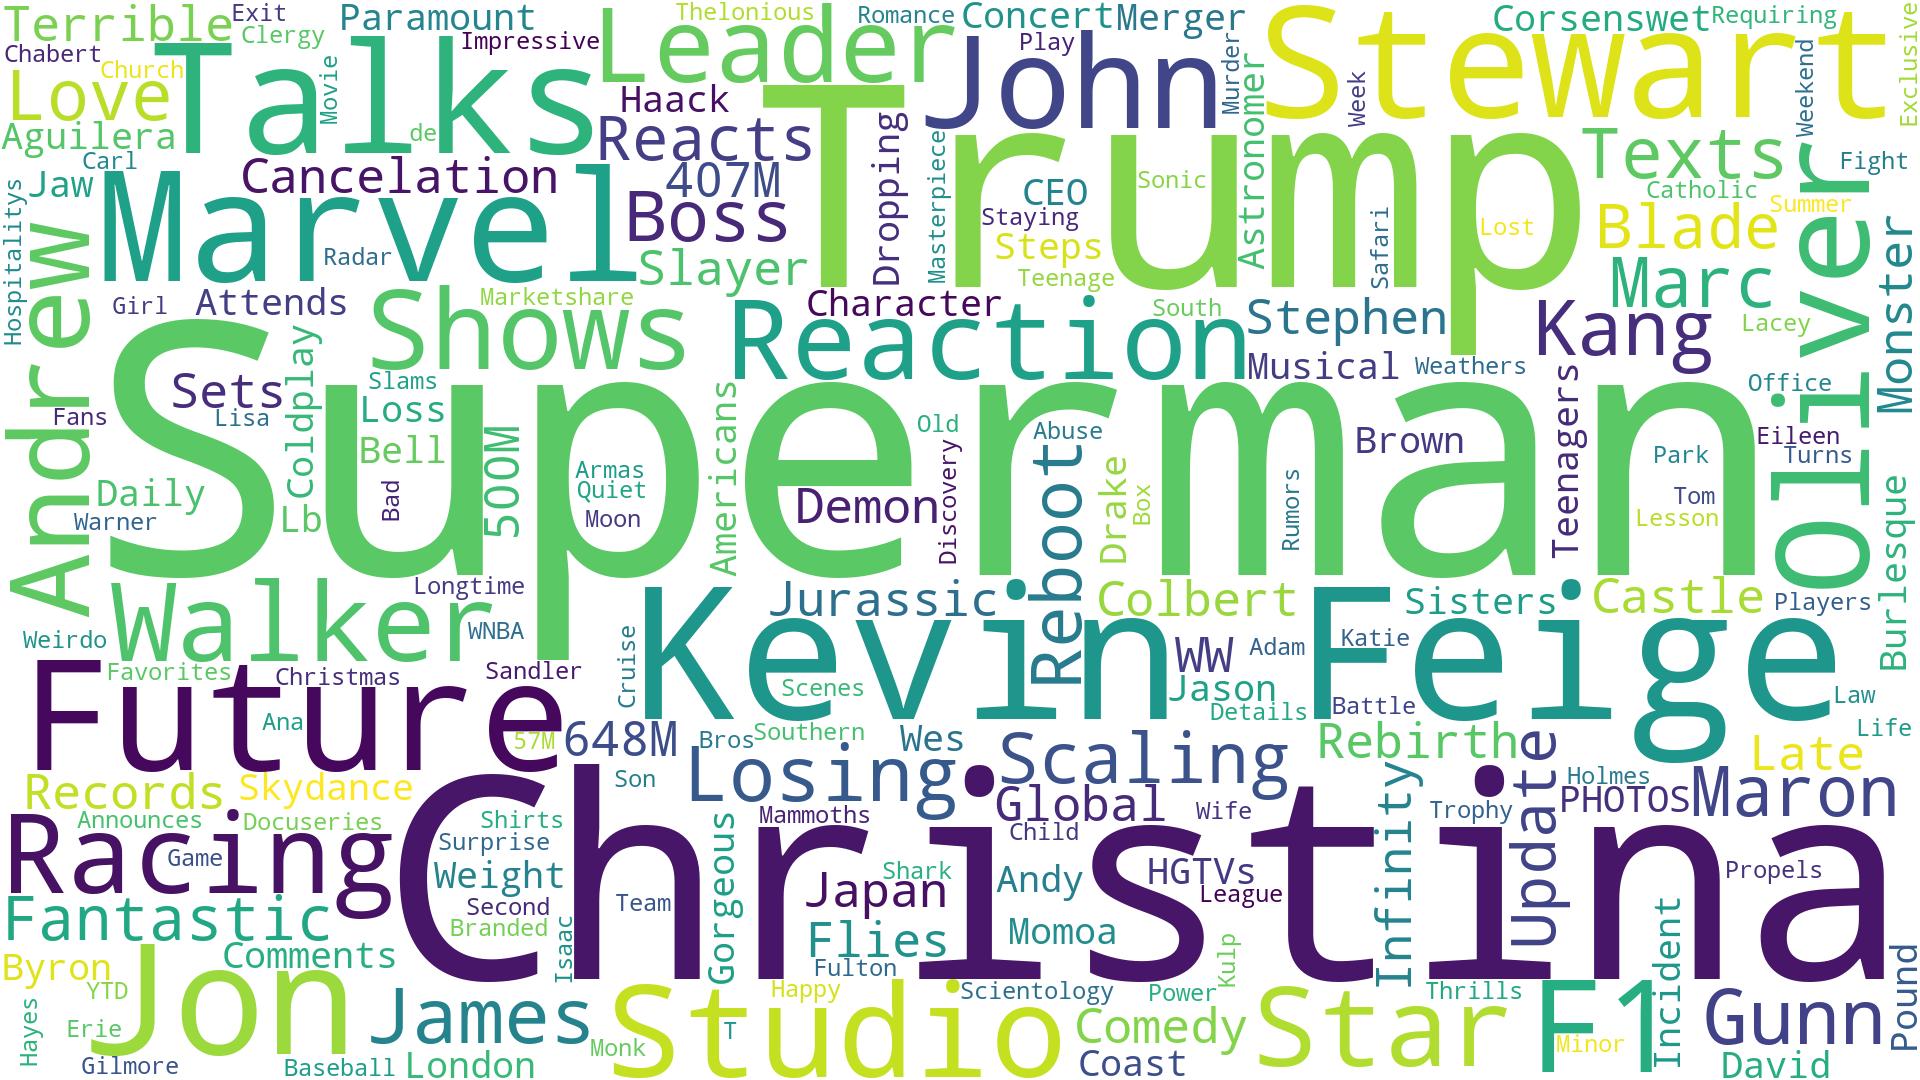 Terrible
Exit
Clergy
Paramount
Leader
Thelonious
Romance
Concert
Merger
Corsenswet
Requiring
Exclusive
Chabert
Church
Talks
Movie
Impressive
Play
John
Murder
Stewart
Weekend
Love
Haack
Trump
Week
Aguilera
de
Reacts
Dropping
Masterpiece
Astronomer
Texts
Carl
Jaw
Cancelation
407M
CEO
Sonic
Catholic
Fight
Hospitalitys
Marvel
Boss
Staying
Safari
Lost
Blade
Summer
Oliver
Monster
Andrew
Radar
Slayer
Steps
Teenage
Marc
Girl
Attends
Marketshare
Character
South
Stephen
Kang
Lacey
Shows
Reaction
Musical
Weathers
Sets
Coldplay
Slams
Office
Fans
Lisa
Loss
Americans
Old
Abuse
Brown
Teenagers
Eileen
Superman
Bell
500M
Armas
Quiet
Discovery
Reboot
Drake
Box
Rumors
Park
Turns
Daily
Bad
Moon
Demon
Tom
Lesson
Warner
Lb
Burlesque
Walker
Longtime
Jurassic
Colbert
Sisters
Castle
Players
Weirdo
WNBA
Cruise
Kevin
WW
Adam
Katie
Feige
Favorites
Christmas
Sandler
Scenes
Jason
Details
Battle
Law
Future
Ana
57M
648M
Bros
Southern
Wes
Scaling
Rebirth
Late
Life
Records
Skydance
Son
Losing
Global
Infinity
Update
Holmes
PHOTOS
Maron
Announces
Docuseries
Shirts
Mammoths
Wife
Trophy
Racing
Game
Surprise
Christina
Gorgeous
Child
Weight
Shark
Andy
HGTVs
Propels
Fantastic
Second
Team
Japan
League
Branded
Isaac
Flies
Momoa
Incident
Byron
Comments
Fulton
Kulp
Pound
YTD
Jon
Happy
Scientology
Power
Thrills
Hayes
Erie
James
Studio
T
Comedy
Star
F1
Gunn
Gilmore
Baseball
London
Monk
Coast
Minor
David